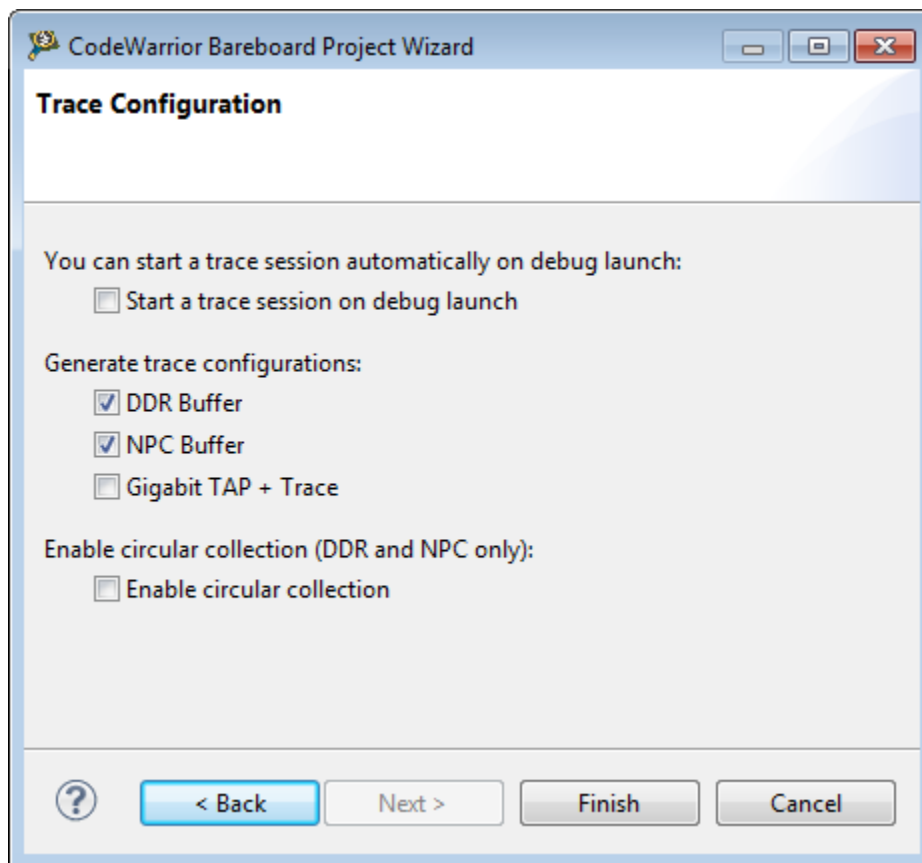 CodeWarrior Bareboard Project Wizard
Trace Configuration
You can start a trace session automatically on debug launch:
Start a trace session on debug launch
Generate trace configurations:
DDR Buffer
NPC Buffer
Gigabit TAP + Trace
Enable circular collection (DDR and NPC only):
Enable circular collection
? < Back Next > Finish Cancel